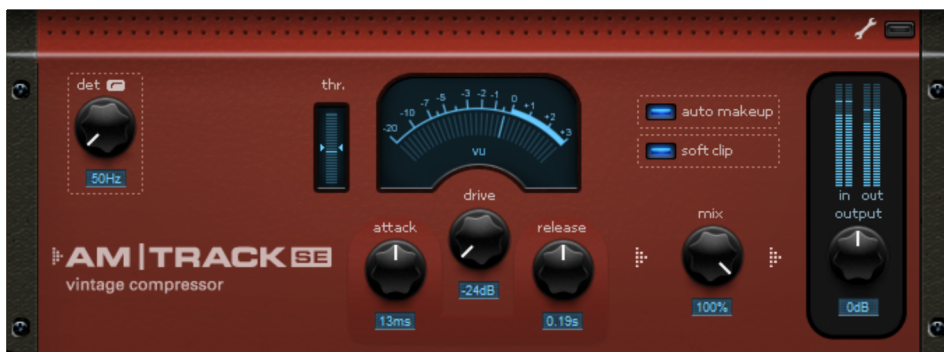 det
50Hz
thr.
-20 -10 -7 -5 -3 -2 -1 0 +1 +2 +3
vu
auto makeup
soft clip
in out
output
0dB
drive
-24dB
attack
13ms
release
0.19s
mix
100%
AM|TRACK SE
vintage compressor